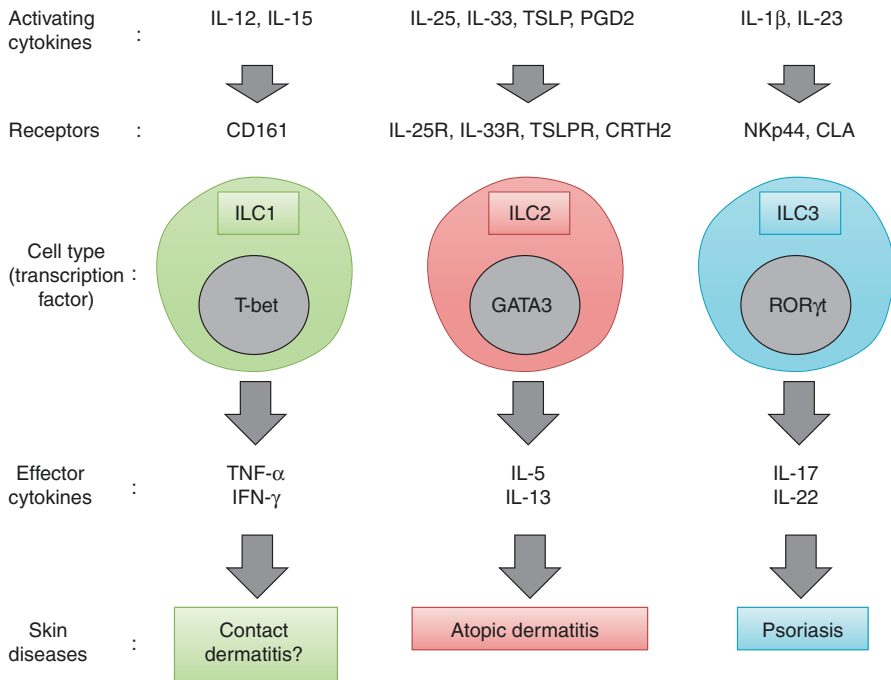 Activating cytokines : IL-12, IL-15 IL-25, IL-33, TSLP, PGD2 IL-1β, IL-23
Receptors : CD161 IL-25R, IL-33R, TSLPR, CRTH2 NKp44, CLA
ILC1 ILC2 ILC3
Cell type
(transcription :
factor)
T-bet GATA3 RORγt
Effector cytokines :
TNF-α IL-5 IL-17
IFN-γ IL-13 IL-22
Skin diseases :
Contact
dermatitis?
Atopic dermatitis
Psoriasis